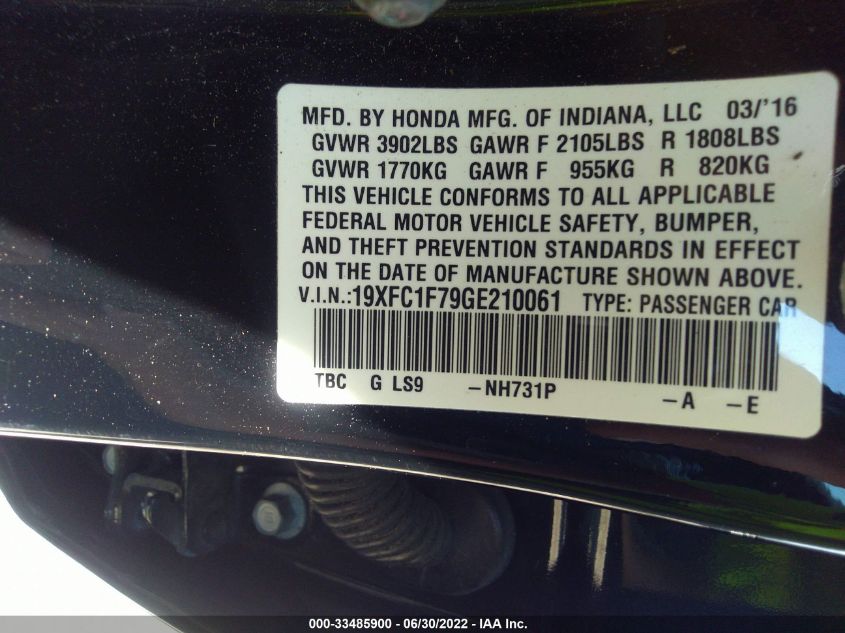 MFD. BY HONDA MFG. OF INDIANA, LLC 03/'16
GVWR 3902LBS GAWR F 2105LBS R 1808LBS
GVWR 1770KG GAWR F 955KG R 820KG
THIS VEHICLE CONFORMS TO ALL APPLICABLE
FEDERAL MOTOR VEHICLE SAFETY, BUMPER,
AND THEFT PREVENTION STANDARDS IN EFFECT
ON THE DATE OF MANUFACTURE SHOWN ABOVE.
V.I.N.:19XFC1F79GE210061 TYPE: PASSENGER CAR
TBC G LS9 -NH731P -A -E
000-33485900 - 06/30/2022 - IAA Inc.